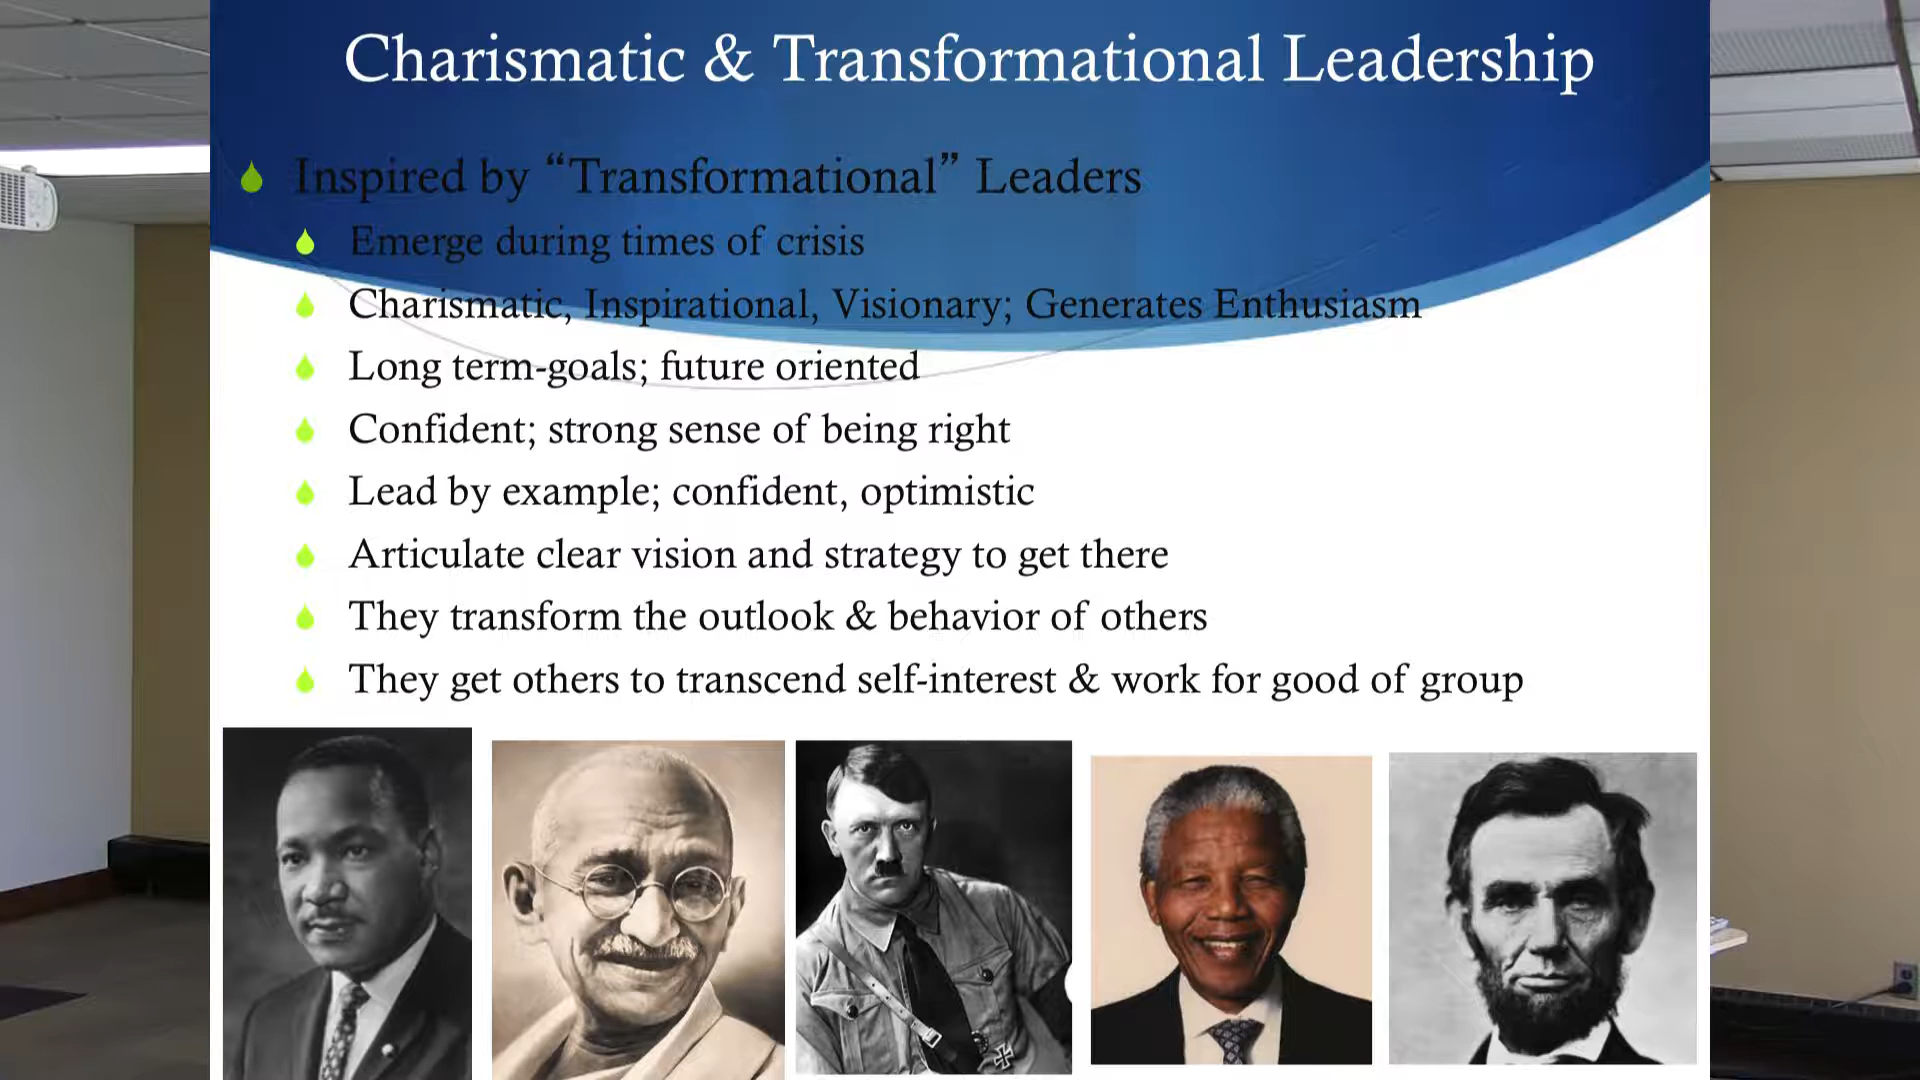 Charismatic & Transformational Leadership
Inspired by “Transformational” Leaders
Emerge during times of crisis
Charismatic, Inspirational, Visionary; Generates Enthusiasm
Long term-goals; future oriented
Confident; strong sense of being right
Lead by example; confident, optimistic
Articulate clear vision and strategy to get there
They transform the outlook & behavior of others
They get others to transcend self-interest & work for good of group